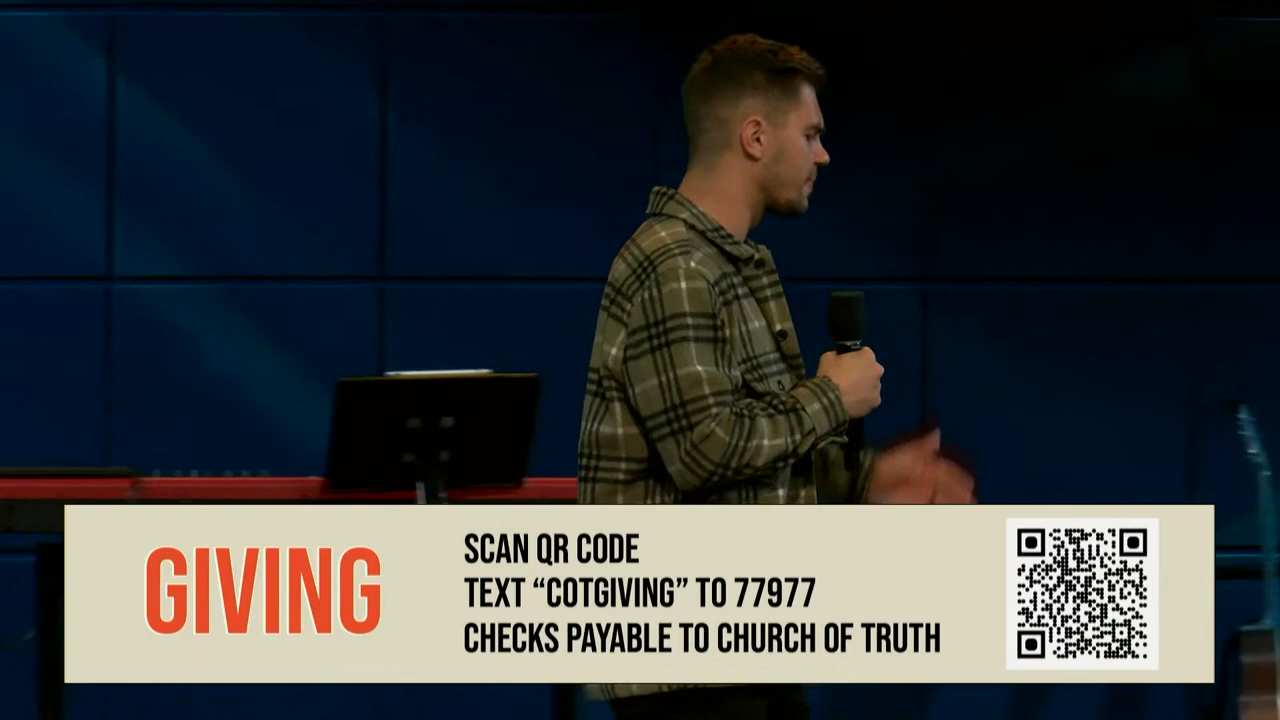 GIVING
SCAN QR CODE
TEXT “COTGIVING” TO 77977
CHECKS PAYABLE TO CHURCH OF TRUTH